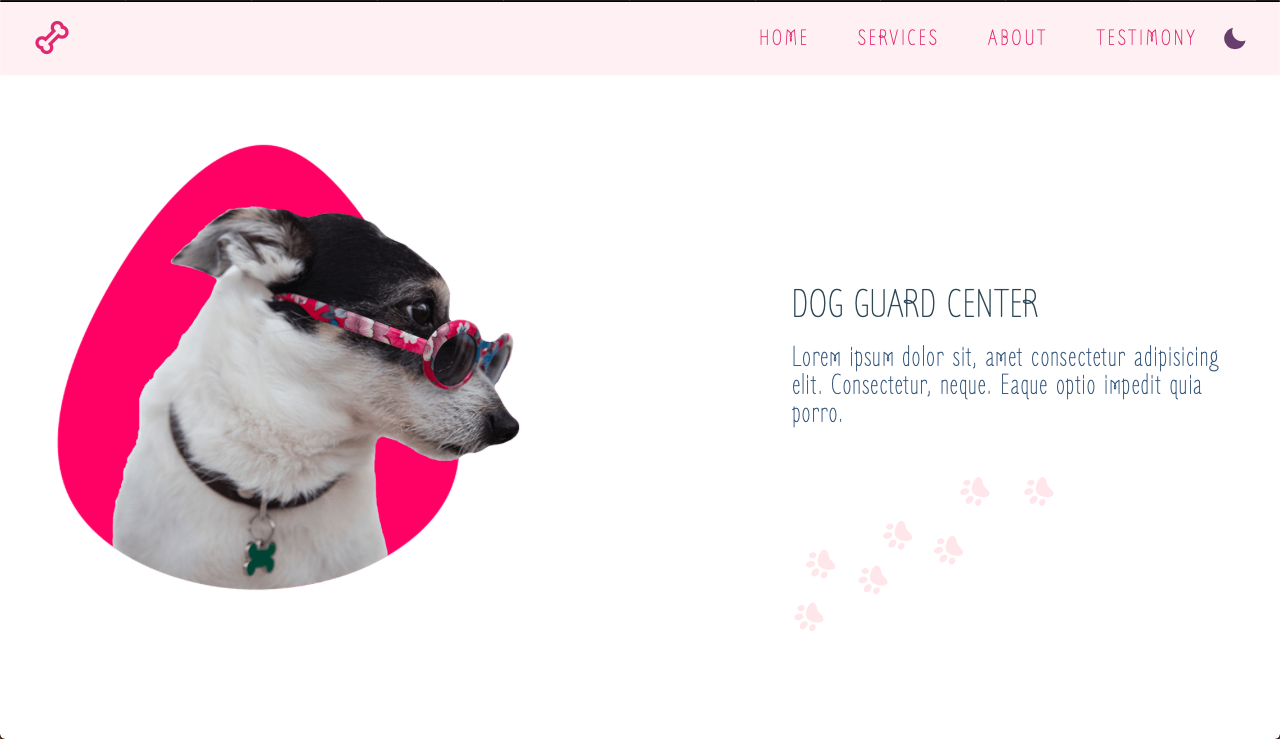 HOME SERVICES ABOUT TESTIMONY
DOG GUARD CENTER
Lorem ipsum dolor sit, amet consectetur adipisicing
elit. Consectetur, neque. Eaque optio impedit quia
porro.